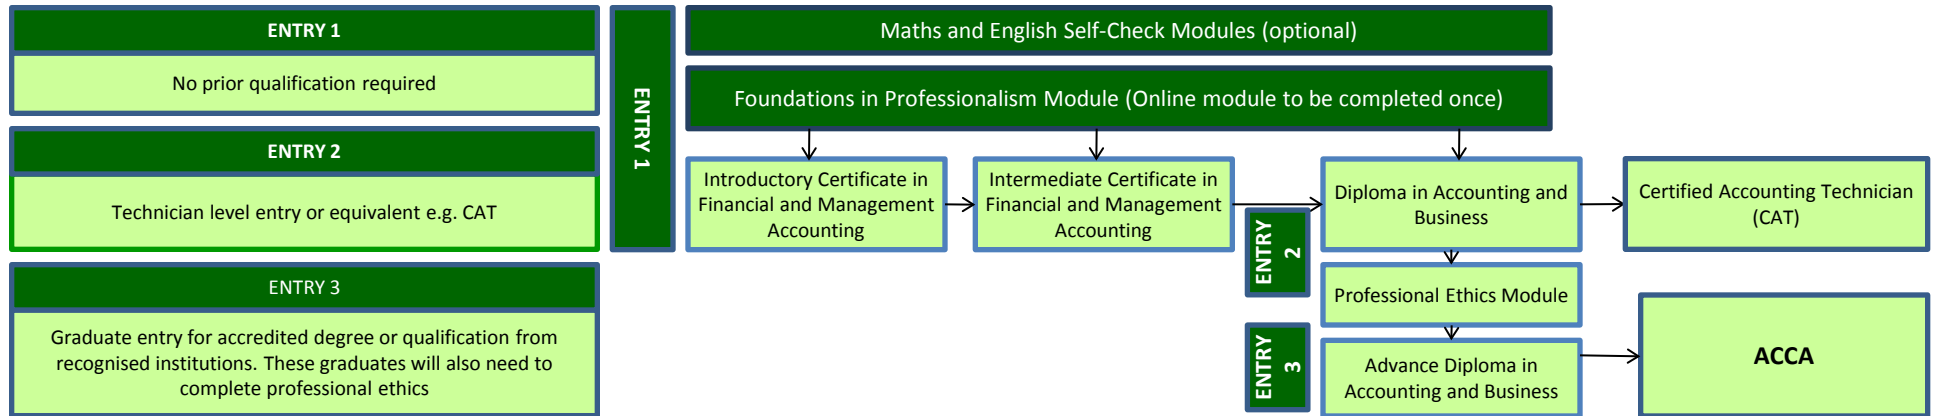 ENTRY 1
No prior qualification required
ENTRY 2
Technician level entry or equivalent e.g. CAT
ENTRY 3
Graduate entry for accredited degree or qualification from
recognised institutions. These graduates will also need to
complete professional ethics
ENTRY 1
Maths and English Self-Check Modules (optional)
Foundations in Professionalism Module (Online module to be completed once)
Introductory Certificate in
Financial and Management
Accounting
Intermediate Certificate in
Financial and Management
Accounting
ENTRY
2
Diploma in Accounting and
Business
Certified Accounting Technician
(CAT)
Professional Ethics Module
ENTRY
3
Advance Diploma in
Accounting and Business
ACCA